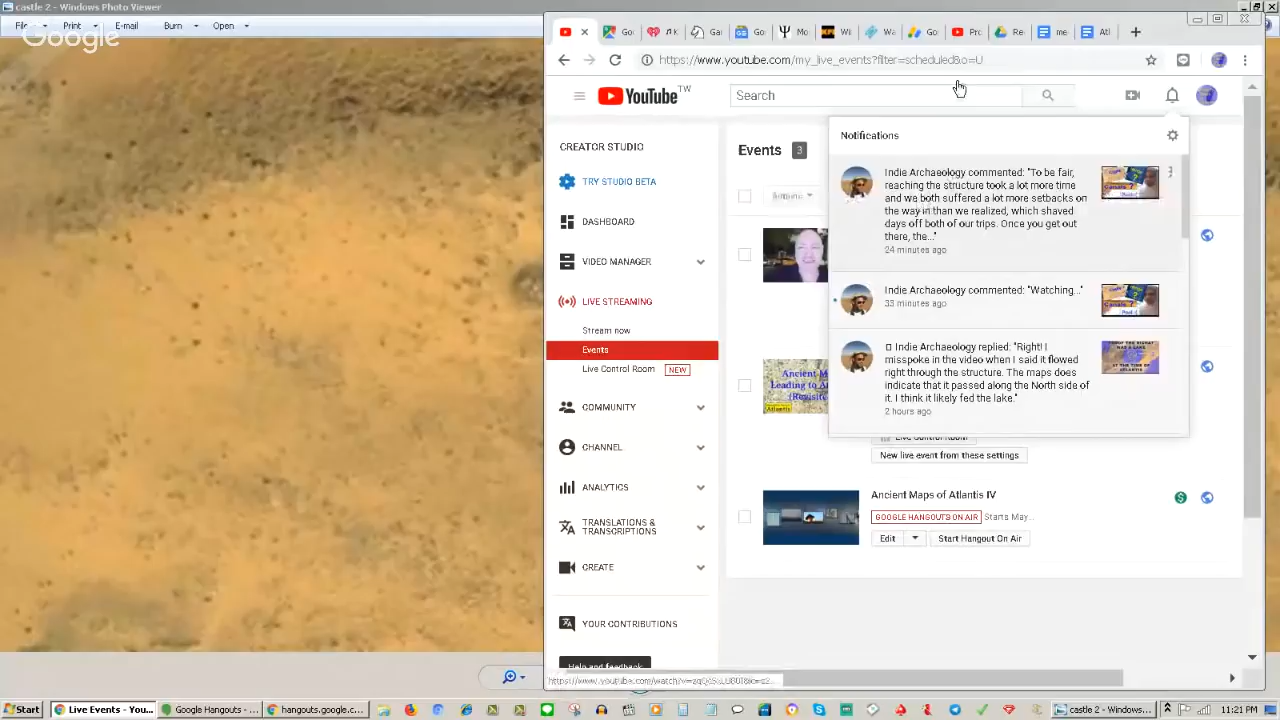 castle 2 - Windows Photo Viewer
File Print E-mail Burn Open
Google
https://www.youtube.com/my_live_events?filter=scheduled&o=U
YouTube TW
Search
CREATOR STUDIO
TRY STUDIO BETA
DASHBOARD
VIDEO MANAGER
LIVE STREAMING
Stream now
Events
Live Control Room NEW
COMMUNITY
CHANNEL
ANALYTICS
TRANSLATIONS &
TRANSCRIPTIONS
CREATE
YOUR CONTRIBUTIONS
Help and feedback
Events 3
Actions
Notifications
Indie Archaeology commented: "To be fair,
reaching the structure took a lot more time
and we both suffered a lot more setbacks on
the way in than we realized, which shaved
days off both of our trips. Once you get out
there, the..."
24 minutes ago
Indie Archaeology commented: "Watching..."
33 minutes ago
Indie Archaeology replied: "Right! I
misspoke in the video when I said it flowed
right through the structure. The maps does
indicate that it passed along the North side of
it. I think it likely fed the lake."
2 hours ago
Live Control Room
New live event from these settings
Ancient Maps of Atlantis IV
GOOGLE HANGOUTS ON AIR Starts May...
Edit Start Hangout On Air
Start Live Events - You... Google Hangouts - ... hangouts.google.c... castle 2 - Windows... 11:21 PM